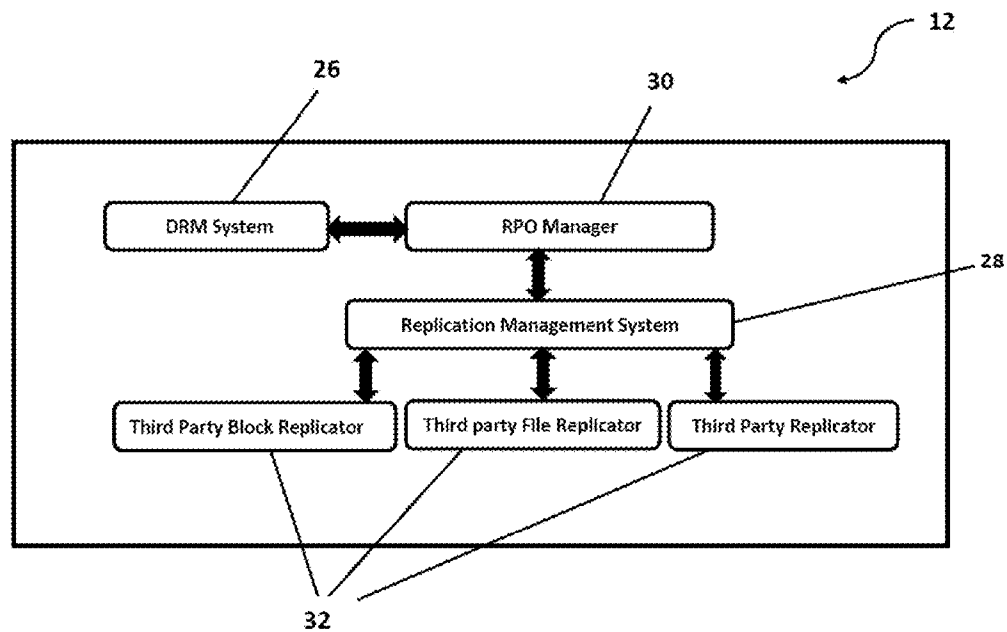 12
26
30
DRM System
RPO Manager
28
Replication Management System
Third Party Block Replicator
Third party File Replicator
Third Party Replicator
32